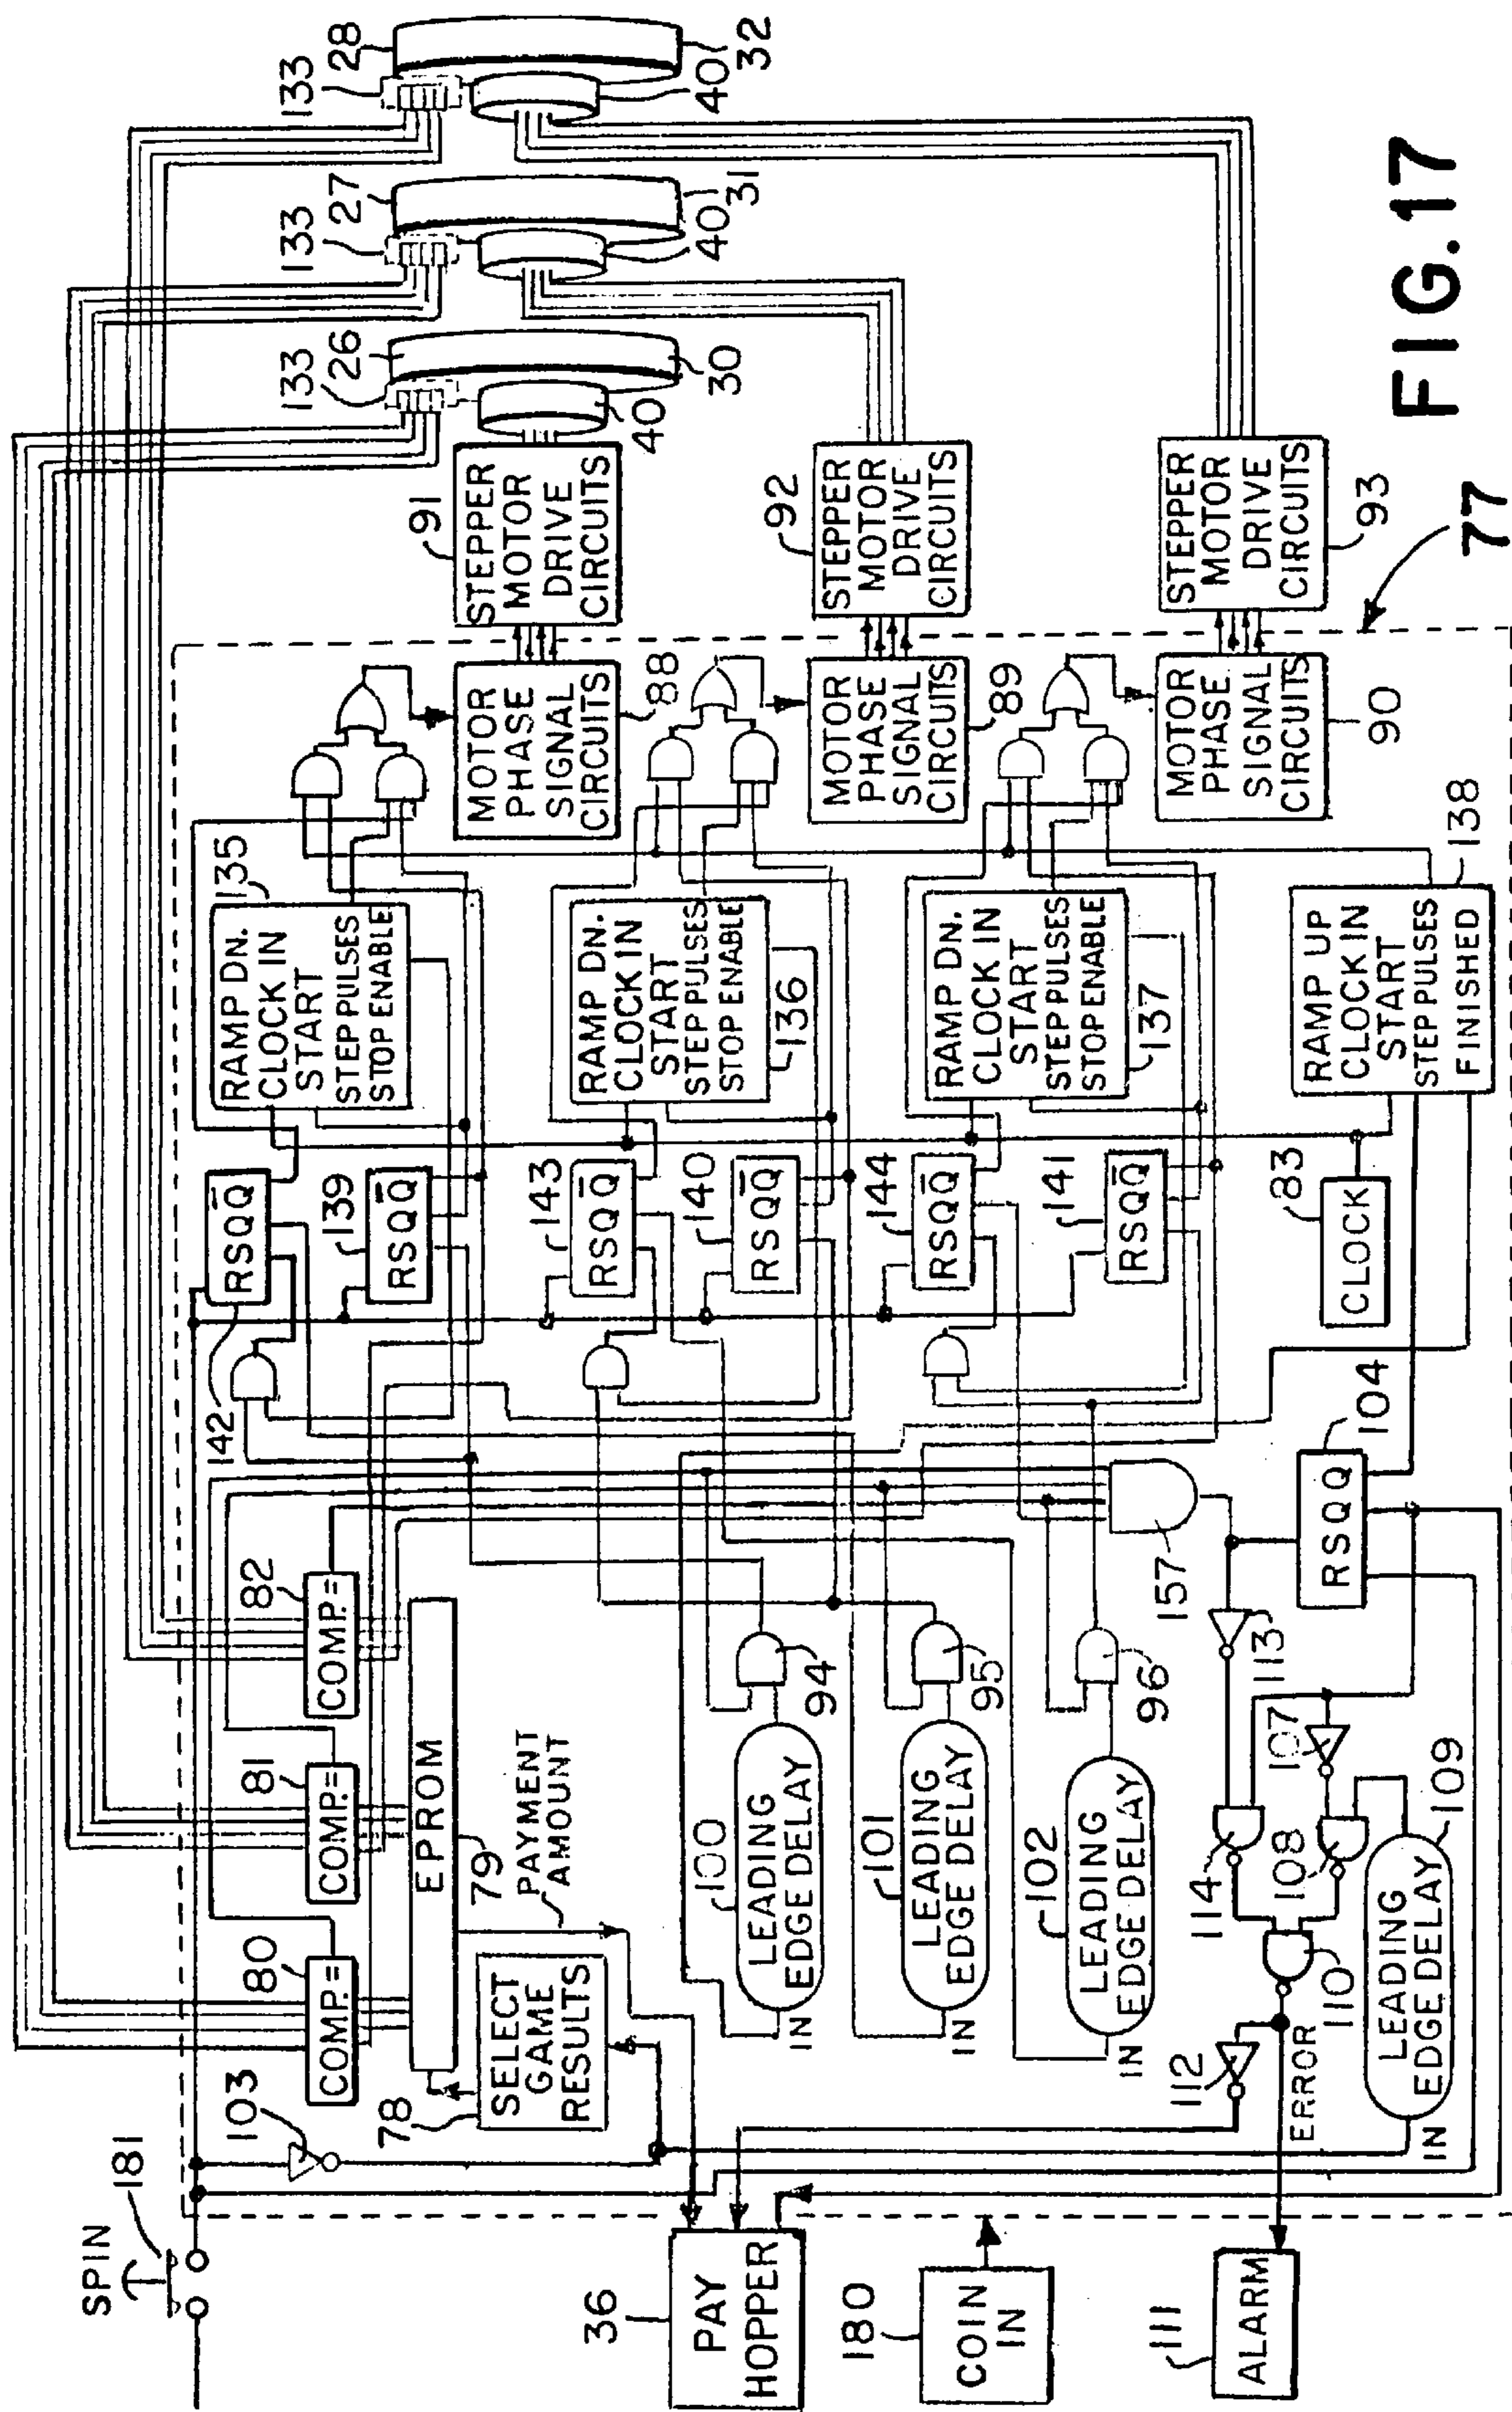 SPIN
181
103
80
COMP.=
81
COMP.=
82
COMP.=
EPROM
79
PAYMENT
AMOUNT
78
SELECT
GAME
RESULTS
36
PAY
HOPPER
180
COIN
IN
111
ALARM
ERROR
112
110
114
108
107
113
109
LEADING
EDGE DELAY
IN
100
LEADING
EDGE DELAY
IN
94
101
LEADING
EDGE DELAY
IN
95
102
LEADING
EDGE DELAY
IN
96
157
104
RSQQ
142
RSQQ̅
139
RSQQ̅
143
RSQQ̅
140
RSQQ̅
144
RSQQ̅
141
RSQQ̅
83
CLOCK
135
RAMP DN.
CLOCK IN
START
STEP PULSES
STOP ENABLE
136
RAMP DN.
CLOCK IN
START
STEP PULSES
STOP ENABLE
137
RAMP DN.
CLOCK IN
START
STEP PULSES
STOP ENABLE
138
RAMP UP
CLOCK IN
START
STEP PULSES
FINISHED
MOTOR
PHASE
SIGNAL
CIRCUITS
88
MOTOR
PHASE
SIGNAL
CIRCUITS
89
MOTOR
PHASE
SIGNAL
CIRCUITS
90
91
STEPPER
MOTOR
DRIVE
CIRCUITS
92
STEPPER
MOTOR
DRIVE
CIRCUITS
STEPPER
MOTOR
DRIVE
CIRCUITS
93
133
26
30
40
133
27
31
40
133
28
32
40
77
FIG.17